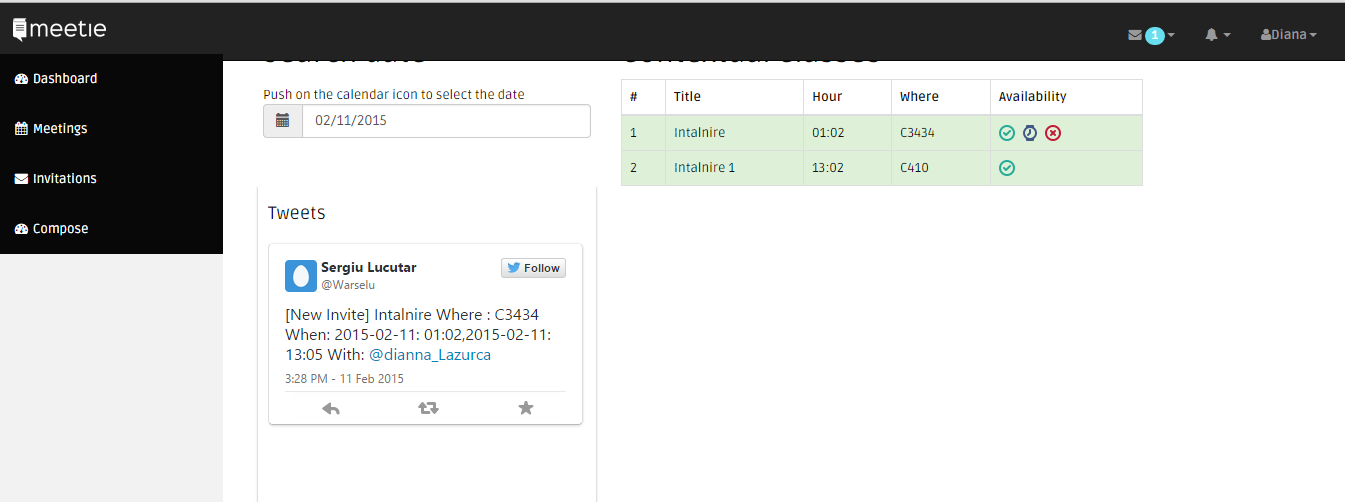 meetie
1
Diana
Dashboard
Meetings
Invitations
Compose
Push on the calendar icon to select the date
02/11/2015
Tweets
Sergiu Lucutar
@Warselu
Follow
[New Invite] Intalnire Where : C3434
When: 2015-02-11: 01:02,2015-02-11:
13:05 With: @dianna_Lazurca
3:28 PM - 11 Feb 2015
# Title Hour Where Availability
1 Intalnire 01:02 C3434
2 Intalnire 1 13:02 C410